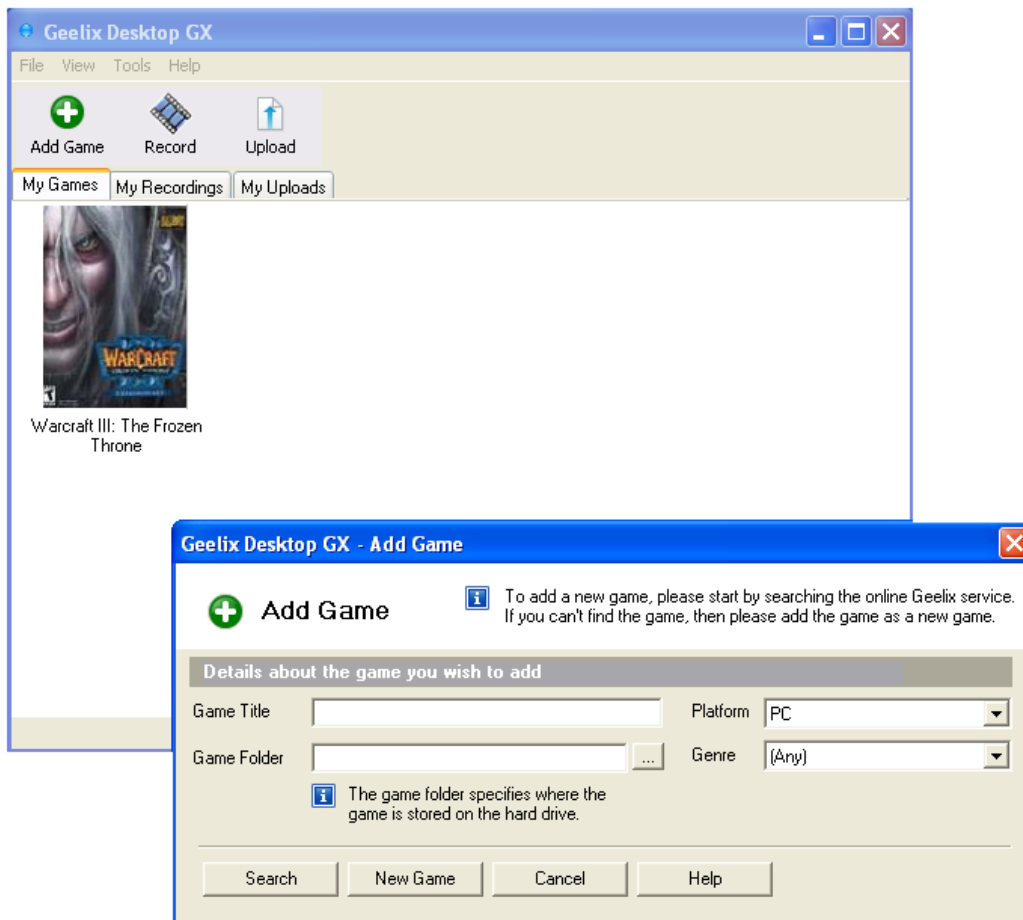 Geelix Desktop GX
File View Tools Help
Add Game Record Upload
My Games My Recordings My Uploads
WARCRAFT
III
Warcraft III: The Frozen
Throne
Geelix Desktop GX - Add Game
Add Game
To add a new game, please start by searching the online Geelix service.
If you can't find the game, then please add the game as a new game.
Details about the game you wish to add
Game Title
Platform PC
Game Folder ...
Genre (Any)
The game folder specifies where the
game is stored on the hard drive.
Search New Game Cancel Help